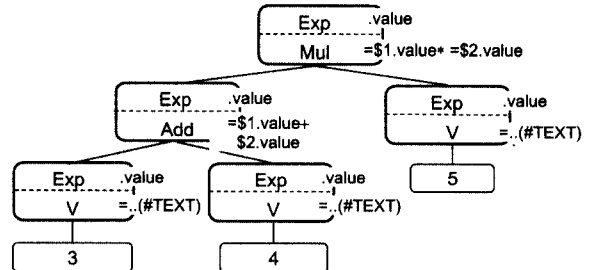 Exp .value
Mul =$1.value* =$2.value
Exp .value
Add =$1.value+
$2.value
Exp .value
V =..(#TEXT)
Exp .value
V =..(#TEXT)
Exp .value
V =..(#TEXT)
5
3
4